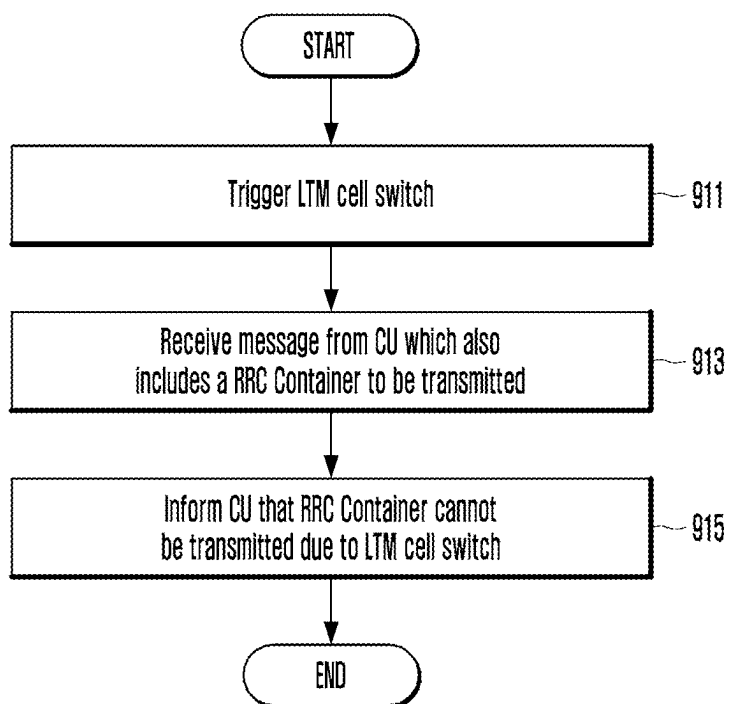 START
Trigger LTM cell switch
911
Receive message from CU which also
includes a RRC Container to be transmitted
913
Inform CU that RRC Container cannot
be transmitted due to LTM cell switch
915
END